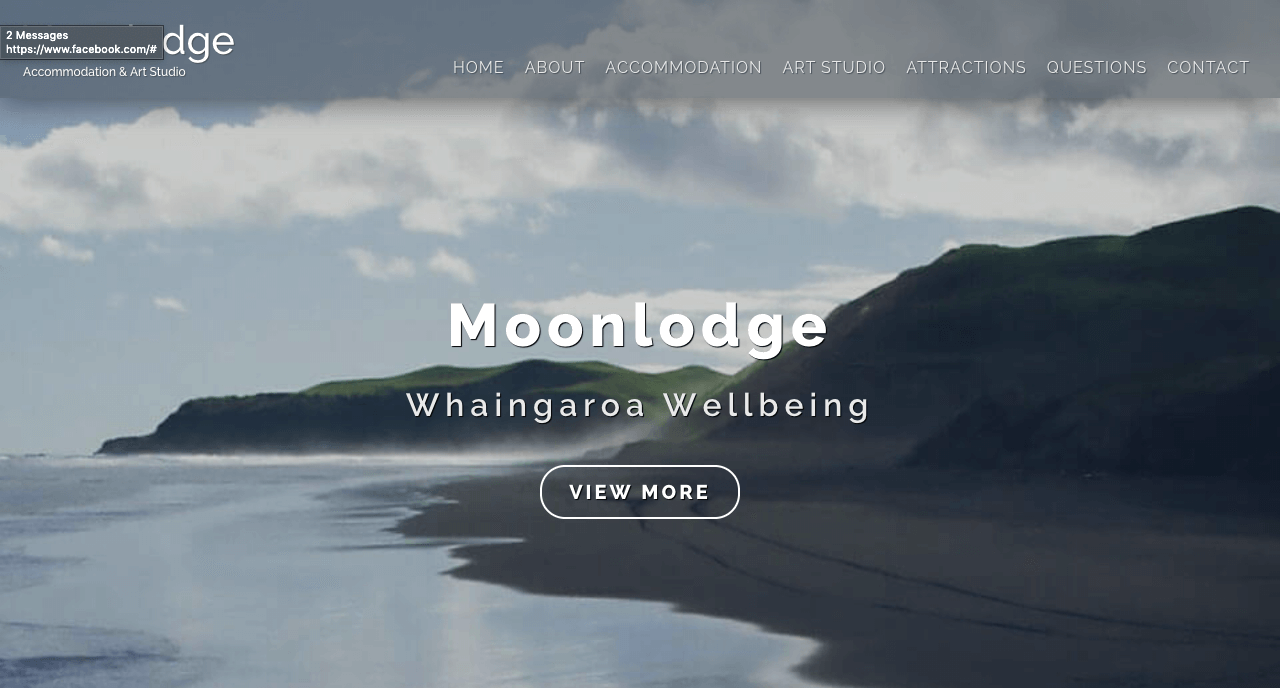 2 Messages
https://www.facebook.com/#
dge
Accommodation & Art Studio
HOME ABOUT ACCOMMODATION ART STUDIO ATTRACTIONS QUESTIONS CONTACT
Moonlodge
Whaingaroa Wellbeing
VIEW MORE